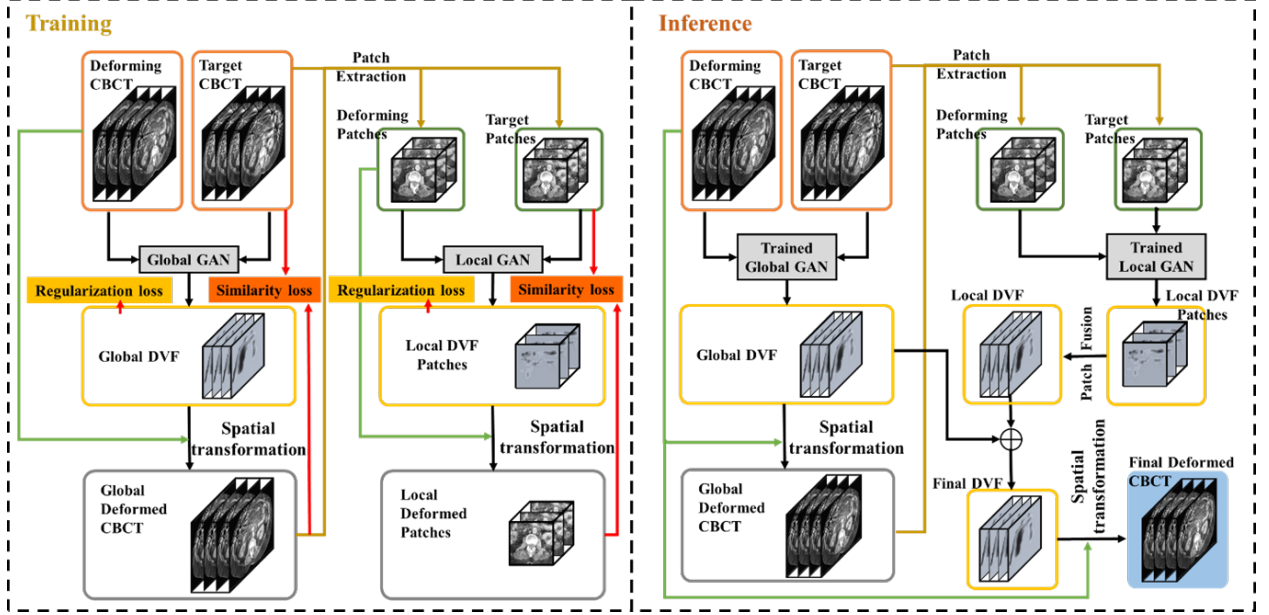 Training
Deforming
CBCT
Target
CBCT
Patch
Extraction
Deforming
Patches
Target
Patches
Global GAN
Local GAN
Regularization loss
Similarity loss
Regularization loss
Similarity loss
Global DVF
Local DVF
Patches
Spatial
transformation
Spatial
transformation
Global
Deformed
CBCT
Local
Deformed
Patches
Inference
Deforming
CBCT
Target
CBCT
Patch
Extraction
Deforming
Patches
Target
Patches
Trained
Global GAN
Trained
Local GAN
Global DVF
Local DVF
Local DVF
Patches
Patch Fusion
Spatial
transformation
Global
Deformed
CBCT
Final DVF
Spatial
transformation
Final Deformed
CBCT